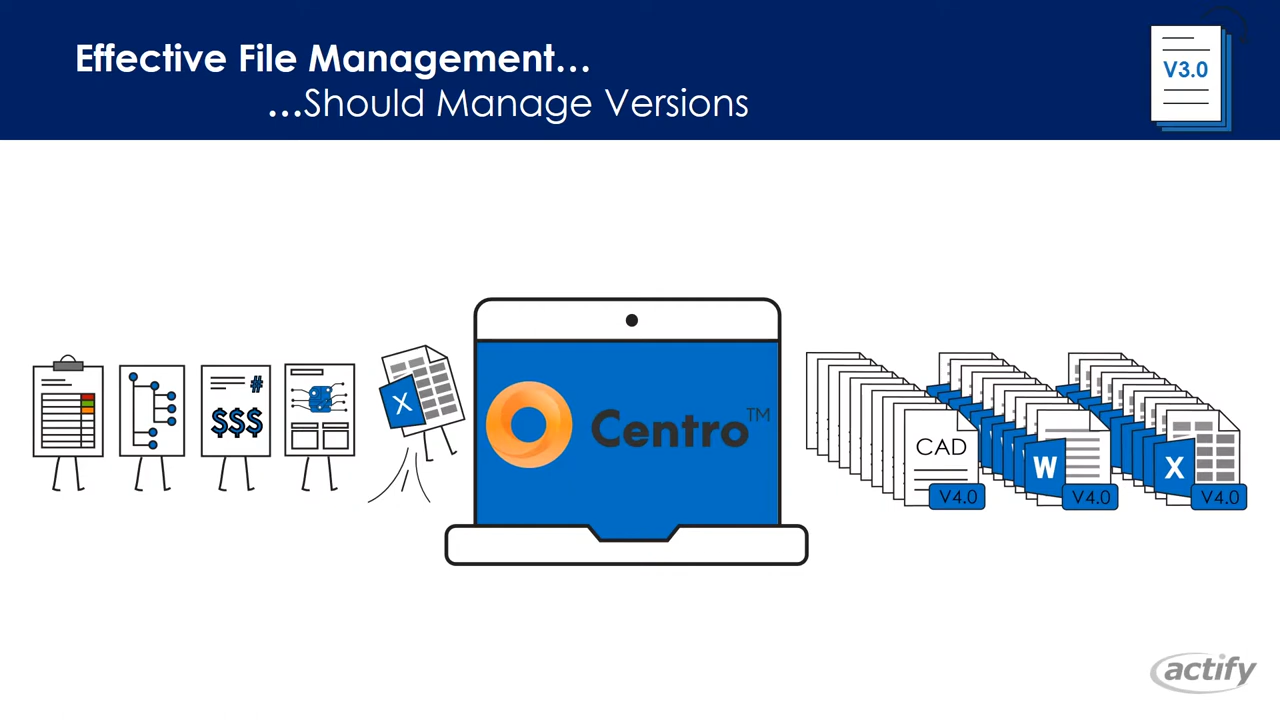 Effective File Management...
...Should Manage Versions
V3.0
#
$$$
X
Centro™
CAD
V4.0
W
V4.0
X
V4.0
actify